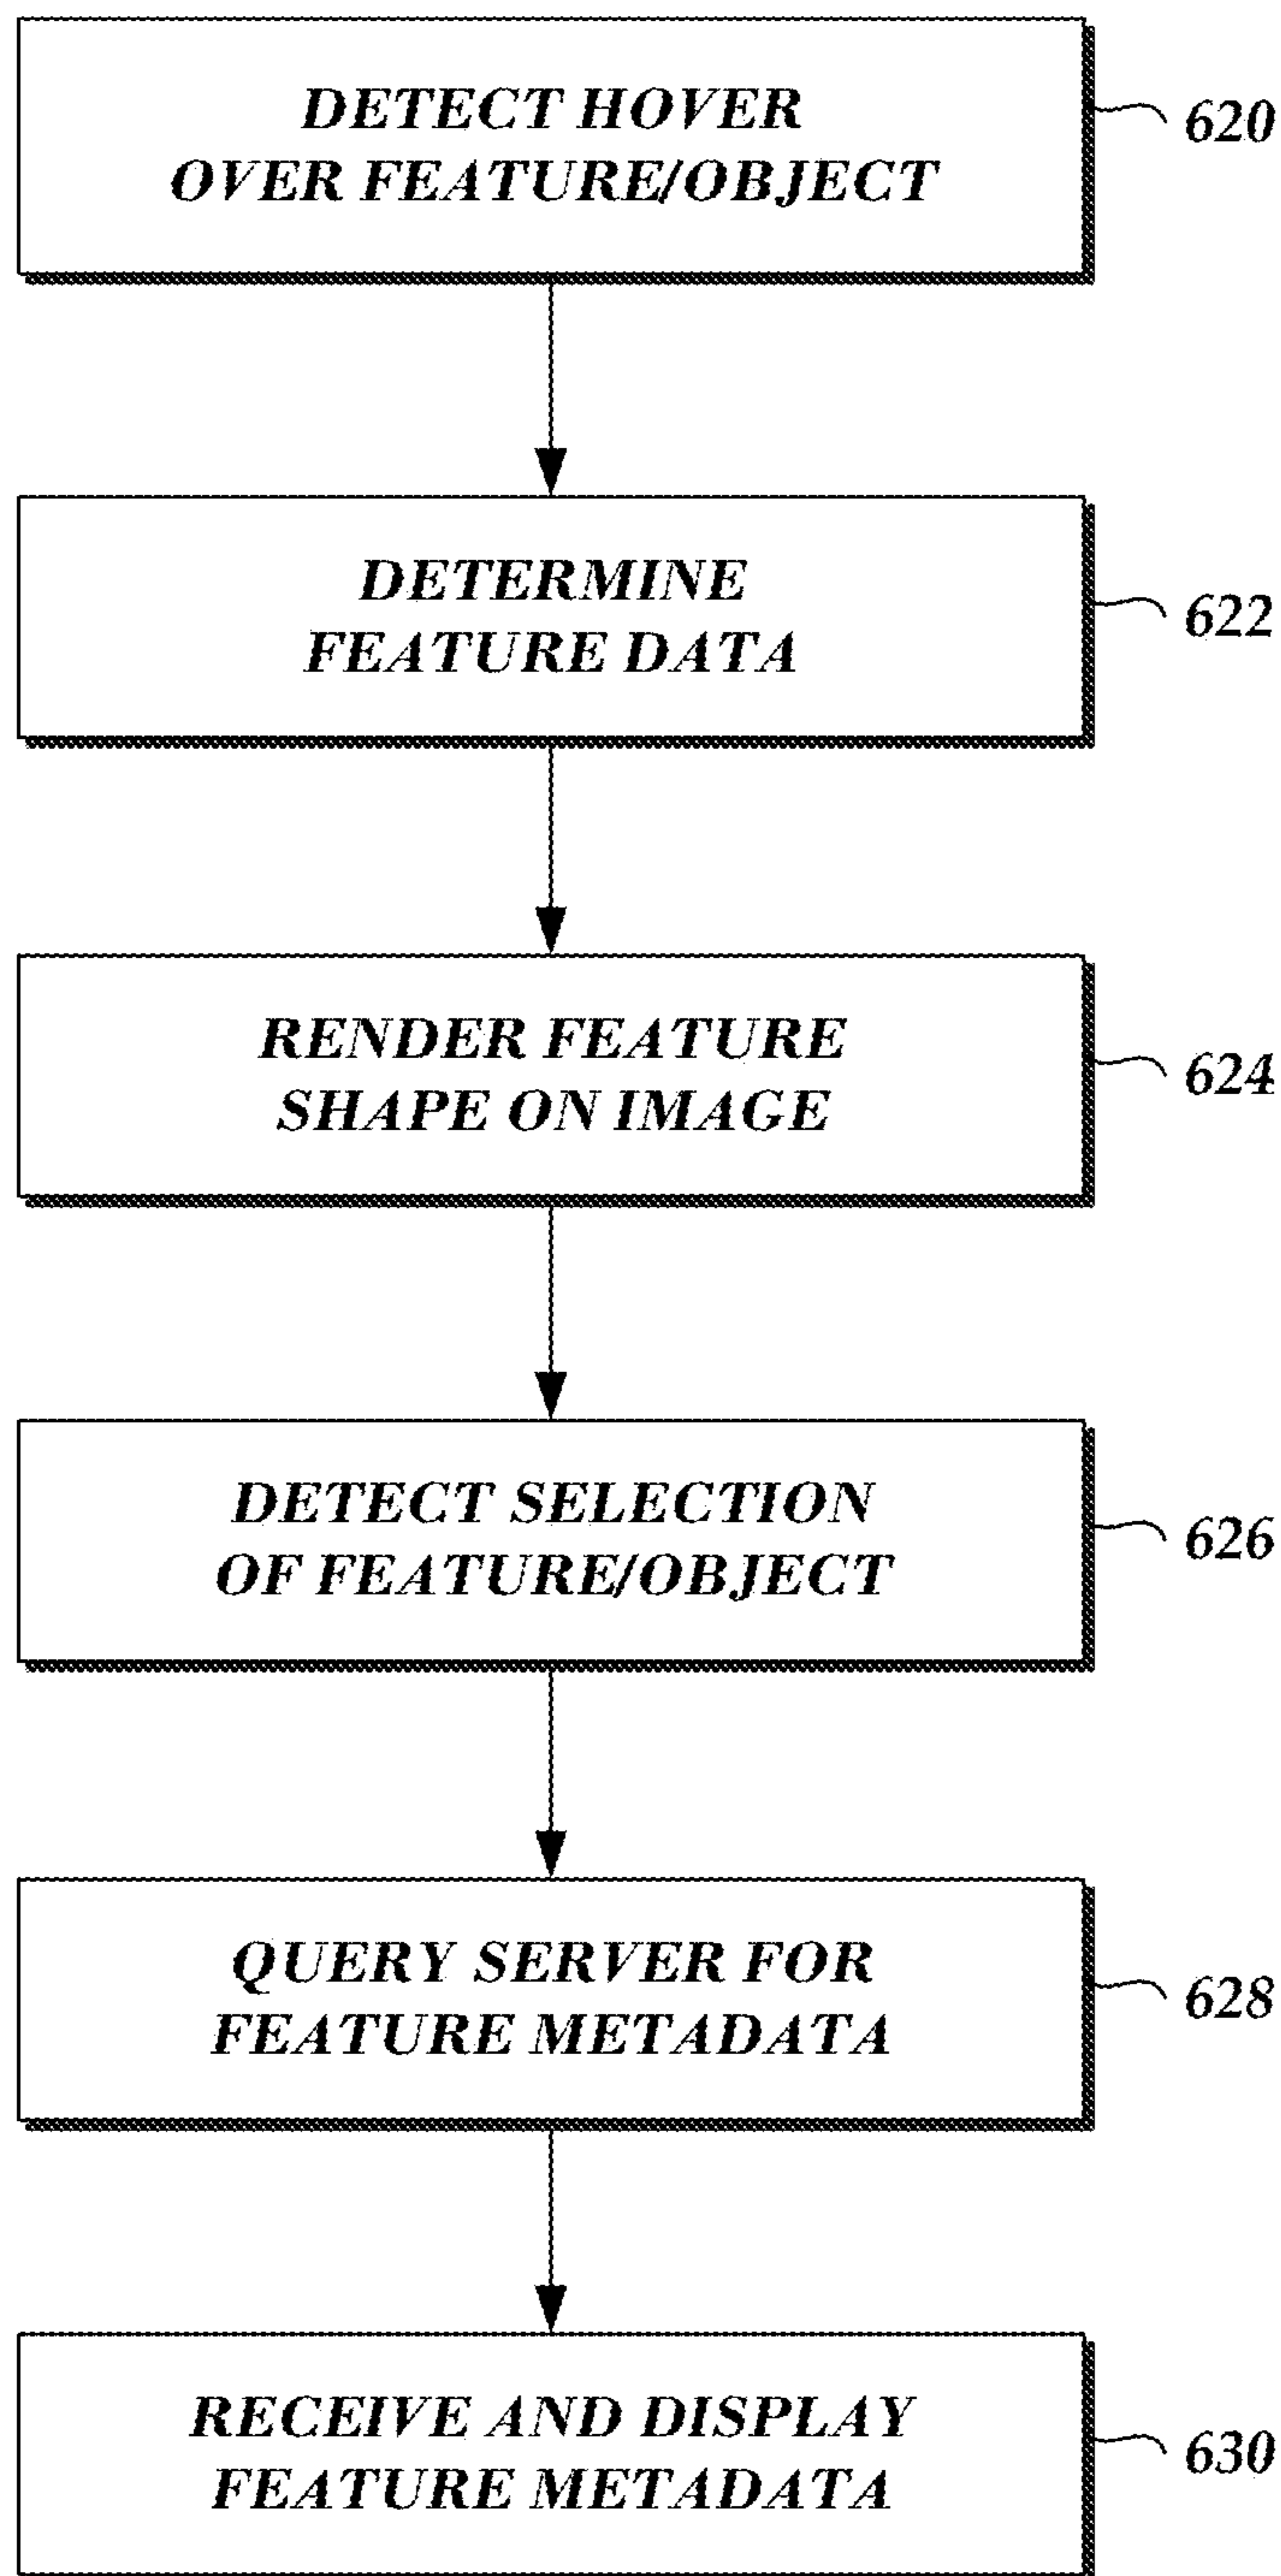 DETECT HOVER
OVER FEATURE/OBJECT
620
DETERMINE
FEATURE DATA
622
RENDER FEATURE
SHAPE ON IMAGE
624
DETECT SELECTION
OF FEATURE/OBJECT
626
QUERY SERVER FOR
FEATURE METADATA
628
RECEIVE AND DISPLAY
FEATURE METADATA
630